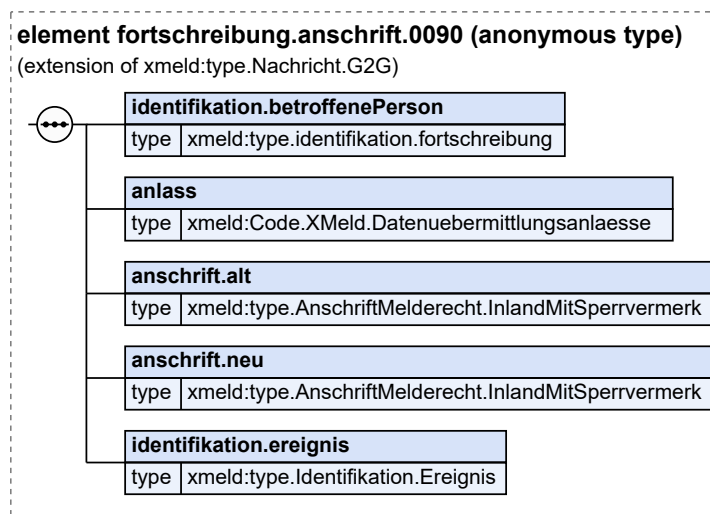 element fortschreibung.anschrift.0090 (anonymous type)
(extension of xmeld:type.Nachricht.G2G)
identifikation.betroffenePerson
type xmeld:type.identifikation.fortschreibung
anlass
type xmeld:Code.XMeld.Datenuebermittlungsanlaesse
anschrift.alt
type xmeld:type.AnschriftMelderecht.InlandMitSperrvermerk
anschrift.neu
type xmeld:type.AnschriftMelderecht.InlandMitSperrvermerk
identifikation.ereignis
type xmeld:type.Identifikation.Ereignis